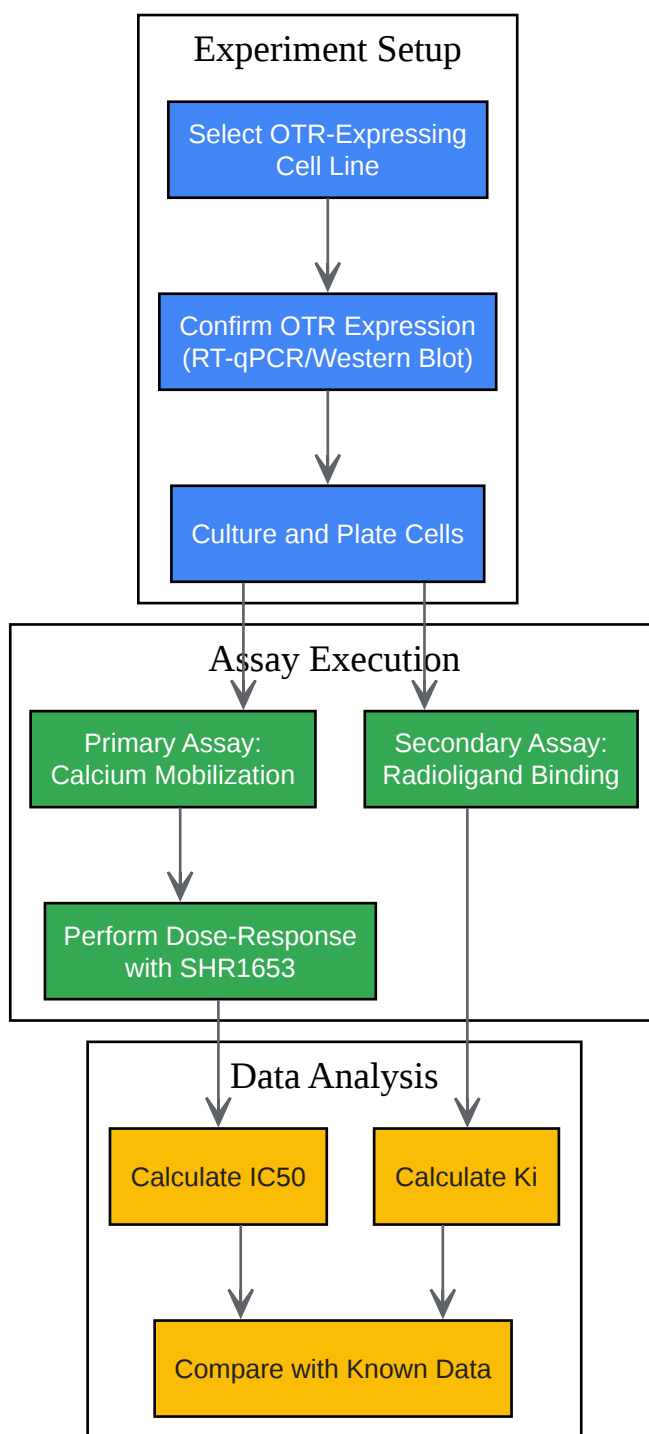 Experiment Setup
Select OTR-Expressing
Cell Line
Confirm OTR Expression
(RT-qPCR/Western Blot)
Culture and Plate Cells
Assay Execution
Primary Assay:
Calcium Mobilization
Secondary Assay:
Radioligand Binding
Perform Dose-Response
with SHR1653
Data Analysis
Calculate IC50
Calculate Ki
Compare with Known Data